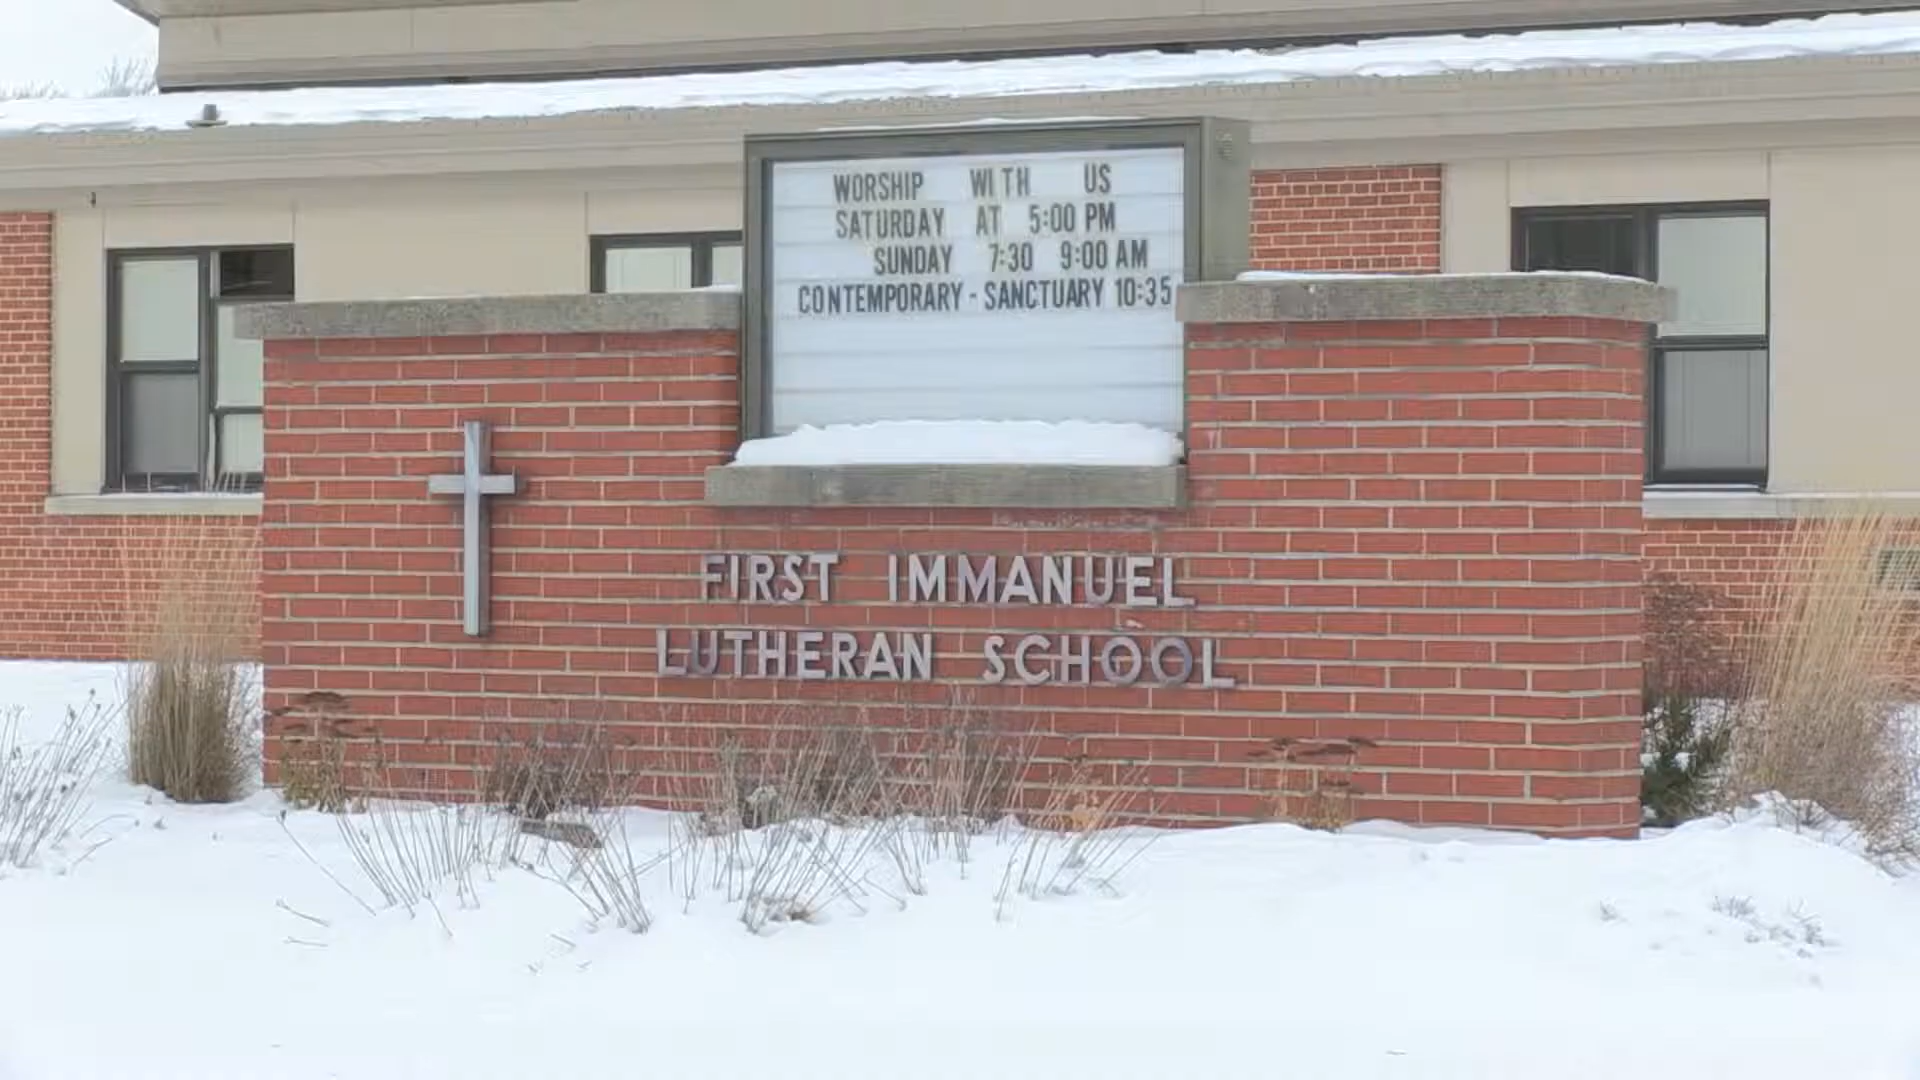 WORSHIP WITH US
SATURDAY AT 5:00 PM
SUNDAY 7:30 9:00 AM
CONTEMPORARY - SANCTUARY 10:35
FIRST IMMANUEL
LUTHERAN SCHOOL